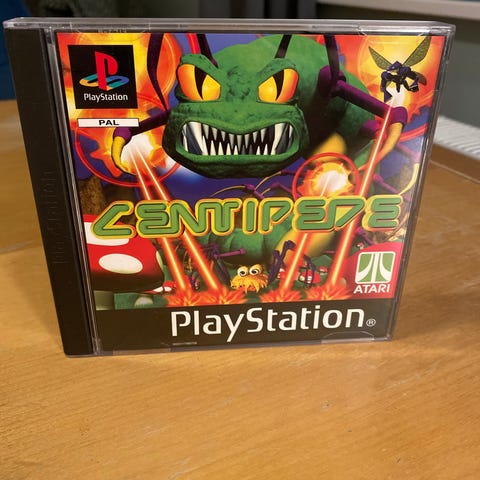 PlayStation
PAL
CENTIPEDE
ATARI
PlayStation®
PlayStation